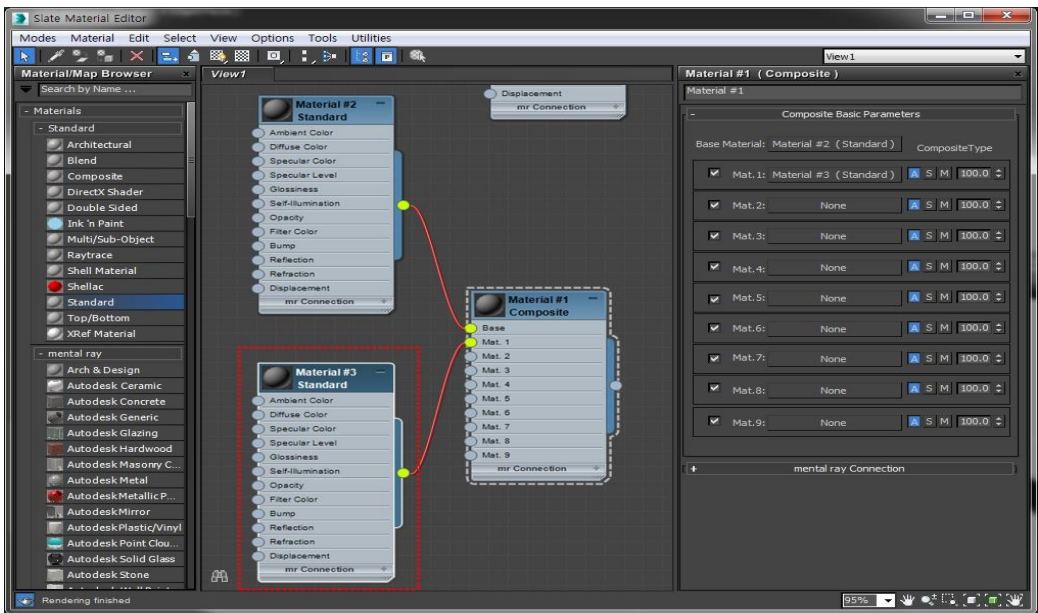 Slate Material Editor
Modes Material Edit Select View Options Tools Utilities
View1
Material/Map Browser
Search by Name ...
- Materials
- Standard
Architectural
Blend
Composite
DirectX Shader
Double Sided
Ink 'n Paint
Multi/Sub-Object
Raytrace
Shell Material
Shellac
Standard
Top/Bottom
XRef Material
- mental ray
Arch & Design
Autodesk Ceramic
Autodesk Concrete
Autodesk Generic
Autodesk Glazing
Autodesk Hardwood
Autodesk Masonry C...
Autodesk Metal
Autodesk Metallic P...
Autodesk Mirror
Autodesk Plastic/Vinyl
Autodesk Point Clou...
Autodesk Solid Glass
Autodesk Stone
View1
Displacement
mr Connection
Material #2
Standard
Ambient Color
Diffuse Color
Specular Color
Specular Level
Glossiness
Self-Illumination
Opacity
Filter Color
Bump
Reflection
Refraction
Displacement
mr Connection +
Material #3
Standard
Ambient Color
Diffuse Color
Specular Color
Specular Level
Glossiness
Self-Illumination
Opacity
Filter Color
Bump
Reflection
Refraction
Displacement
mr Connection +
Material #1
Composite
Base
Mat. 1
Mat. 2
Mat. 3
Mat. 4
Mat. 5
Mat. 6
Mat. 7
Mat. 8
Mat. 9
mr Connection +
Material #1 ( Composite )
Material #1
- Composite Basic Parameters
Base Material: Material #2 ( Standard ) CompositeType
Mat.1: Material #3 ( Standard ) A S M 100.0
Mat.2: None A S M 100.0
Mat.3: None A S M 100.0
Mat.4: None A S M 100.0
Mat.5: None A S M 100.0
Mat.6: None A S M 100.0
Mat.7: None A S M 100.0
Mat.8: None A S M 100.0
Mat.9: None A S M 100.0
+ mental ray Connection
Rendering finished
95%